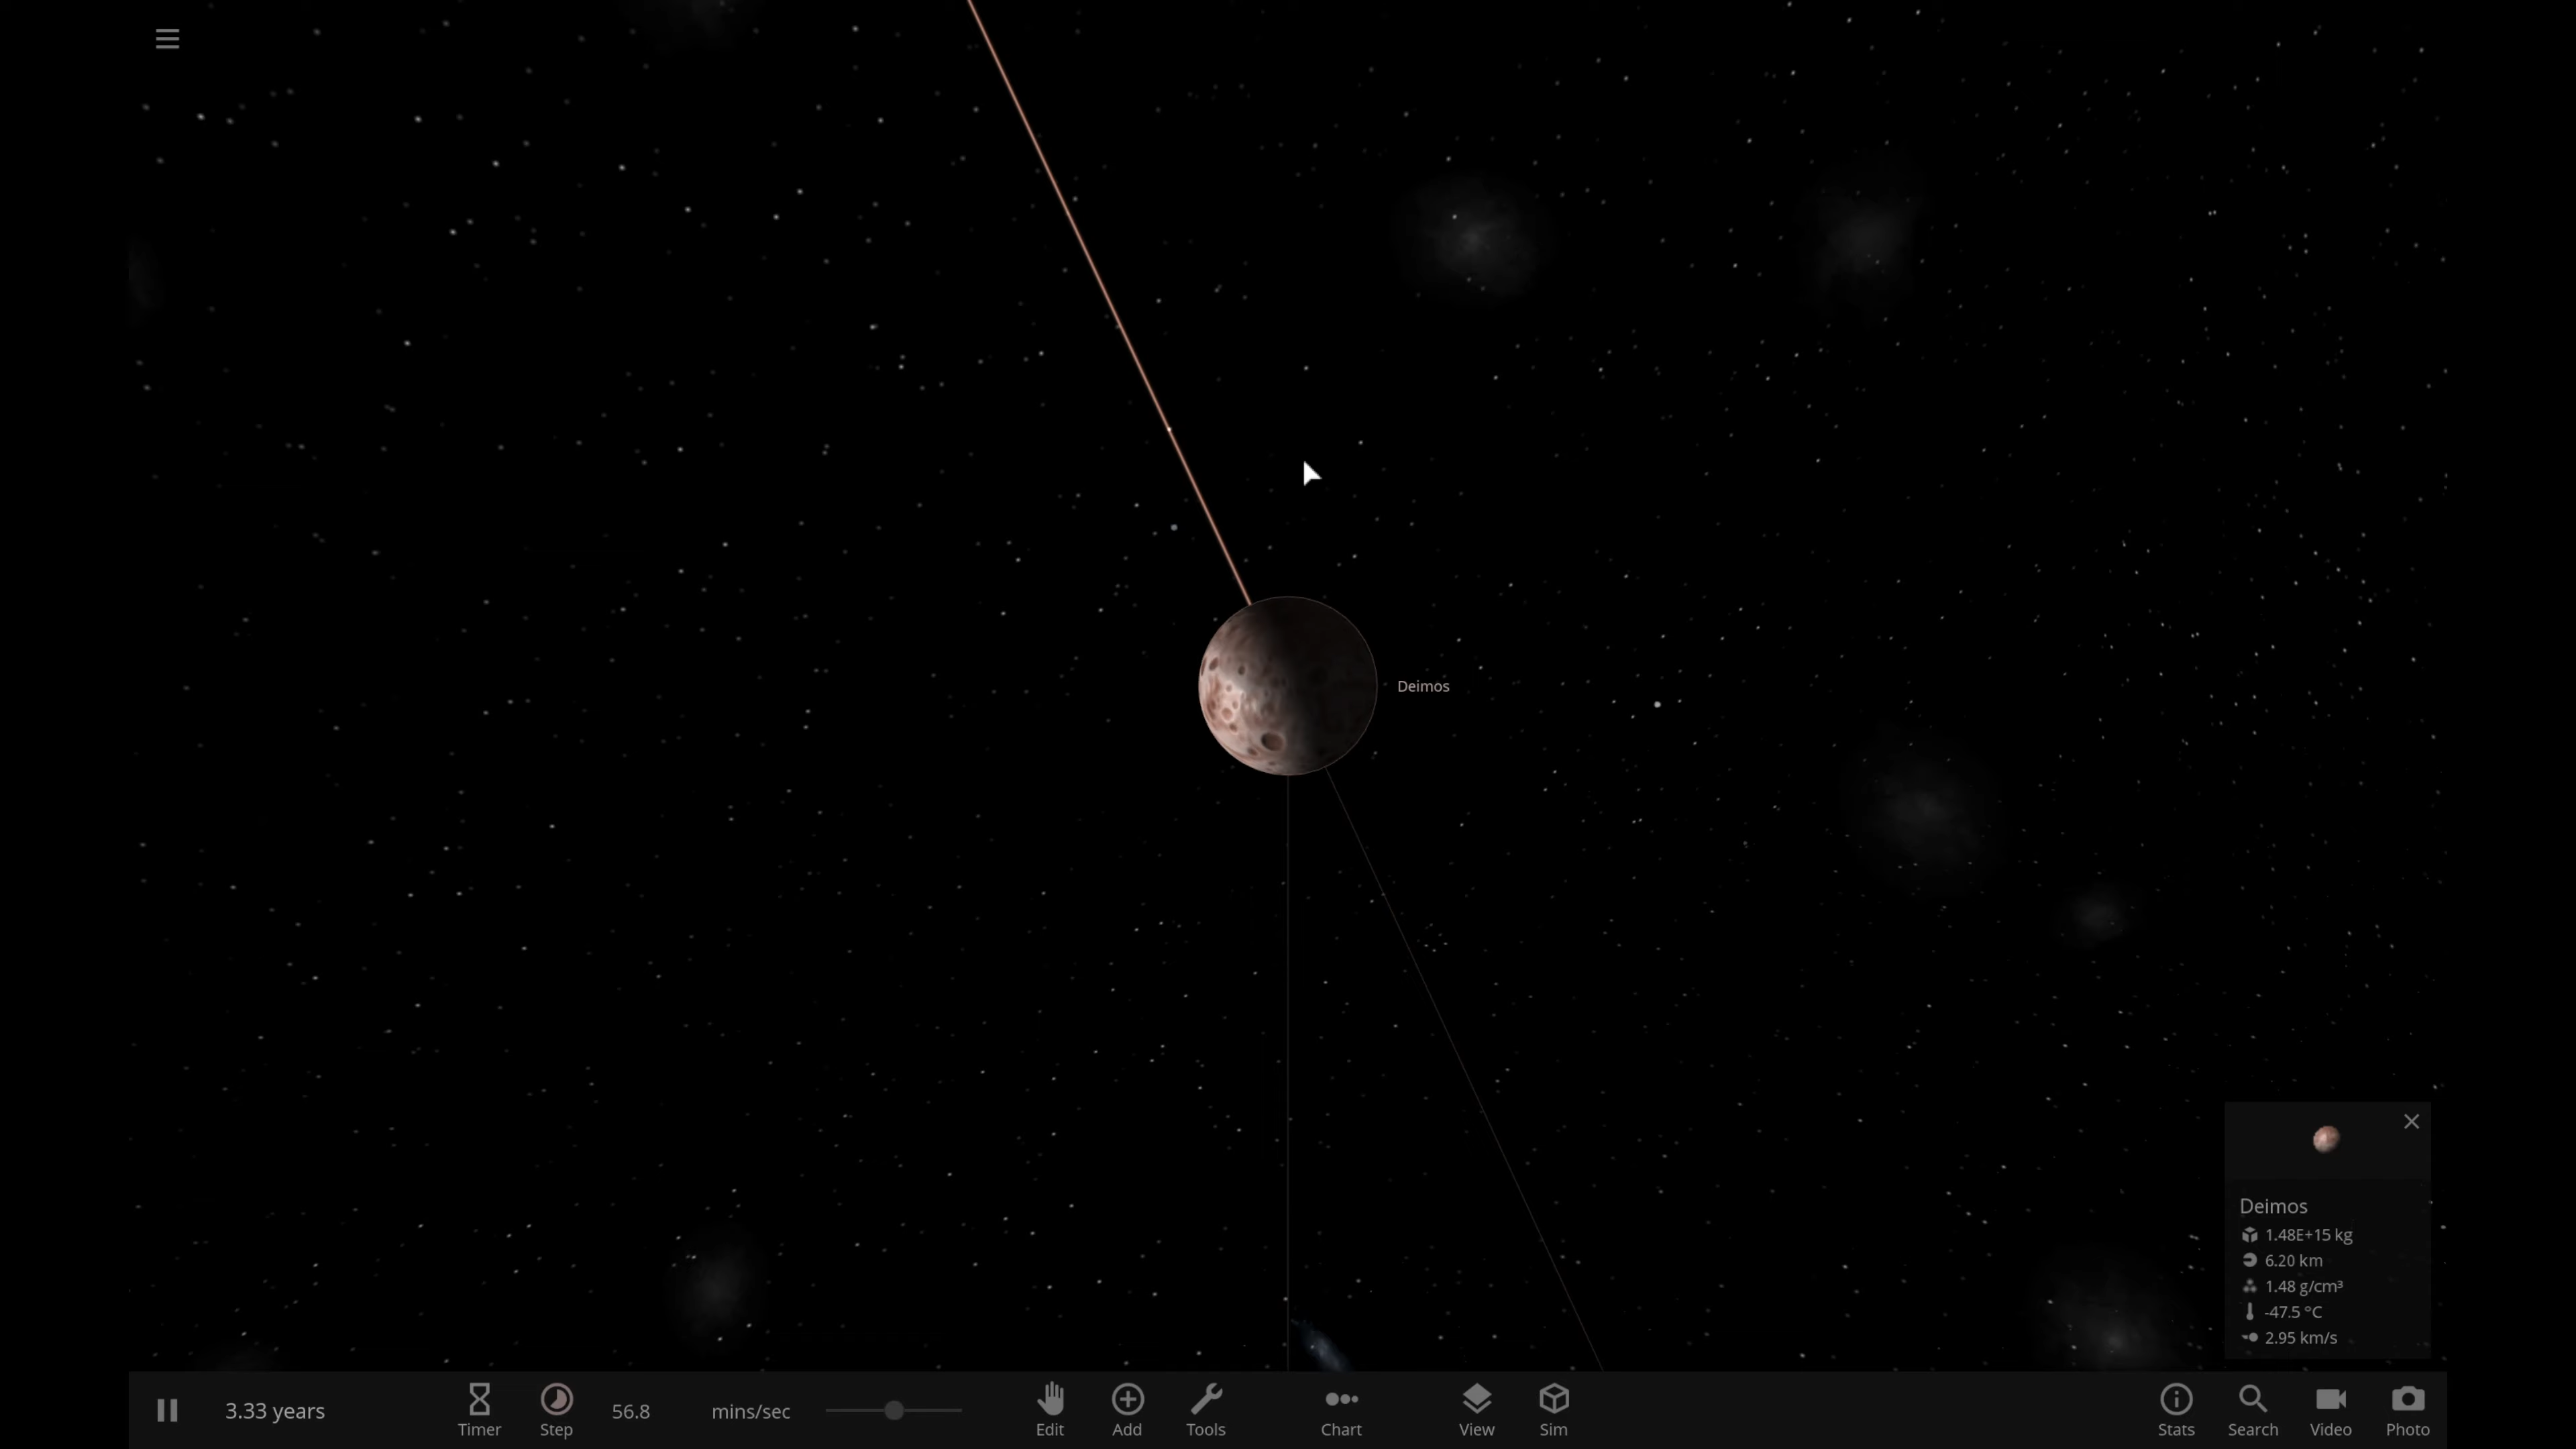 Deimos
Deimos
1.48E+15 kg
6.20 km
1.48 g/cm³
-47.5 °C
2.95 km/s
3.33 years
Timer
Step
56.8 mins/sec
Edit
Add
Tools
Chart
View
Sim
Stats
Search
Video
Photo